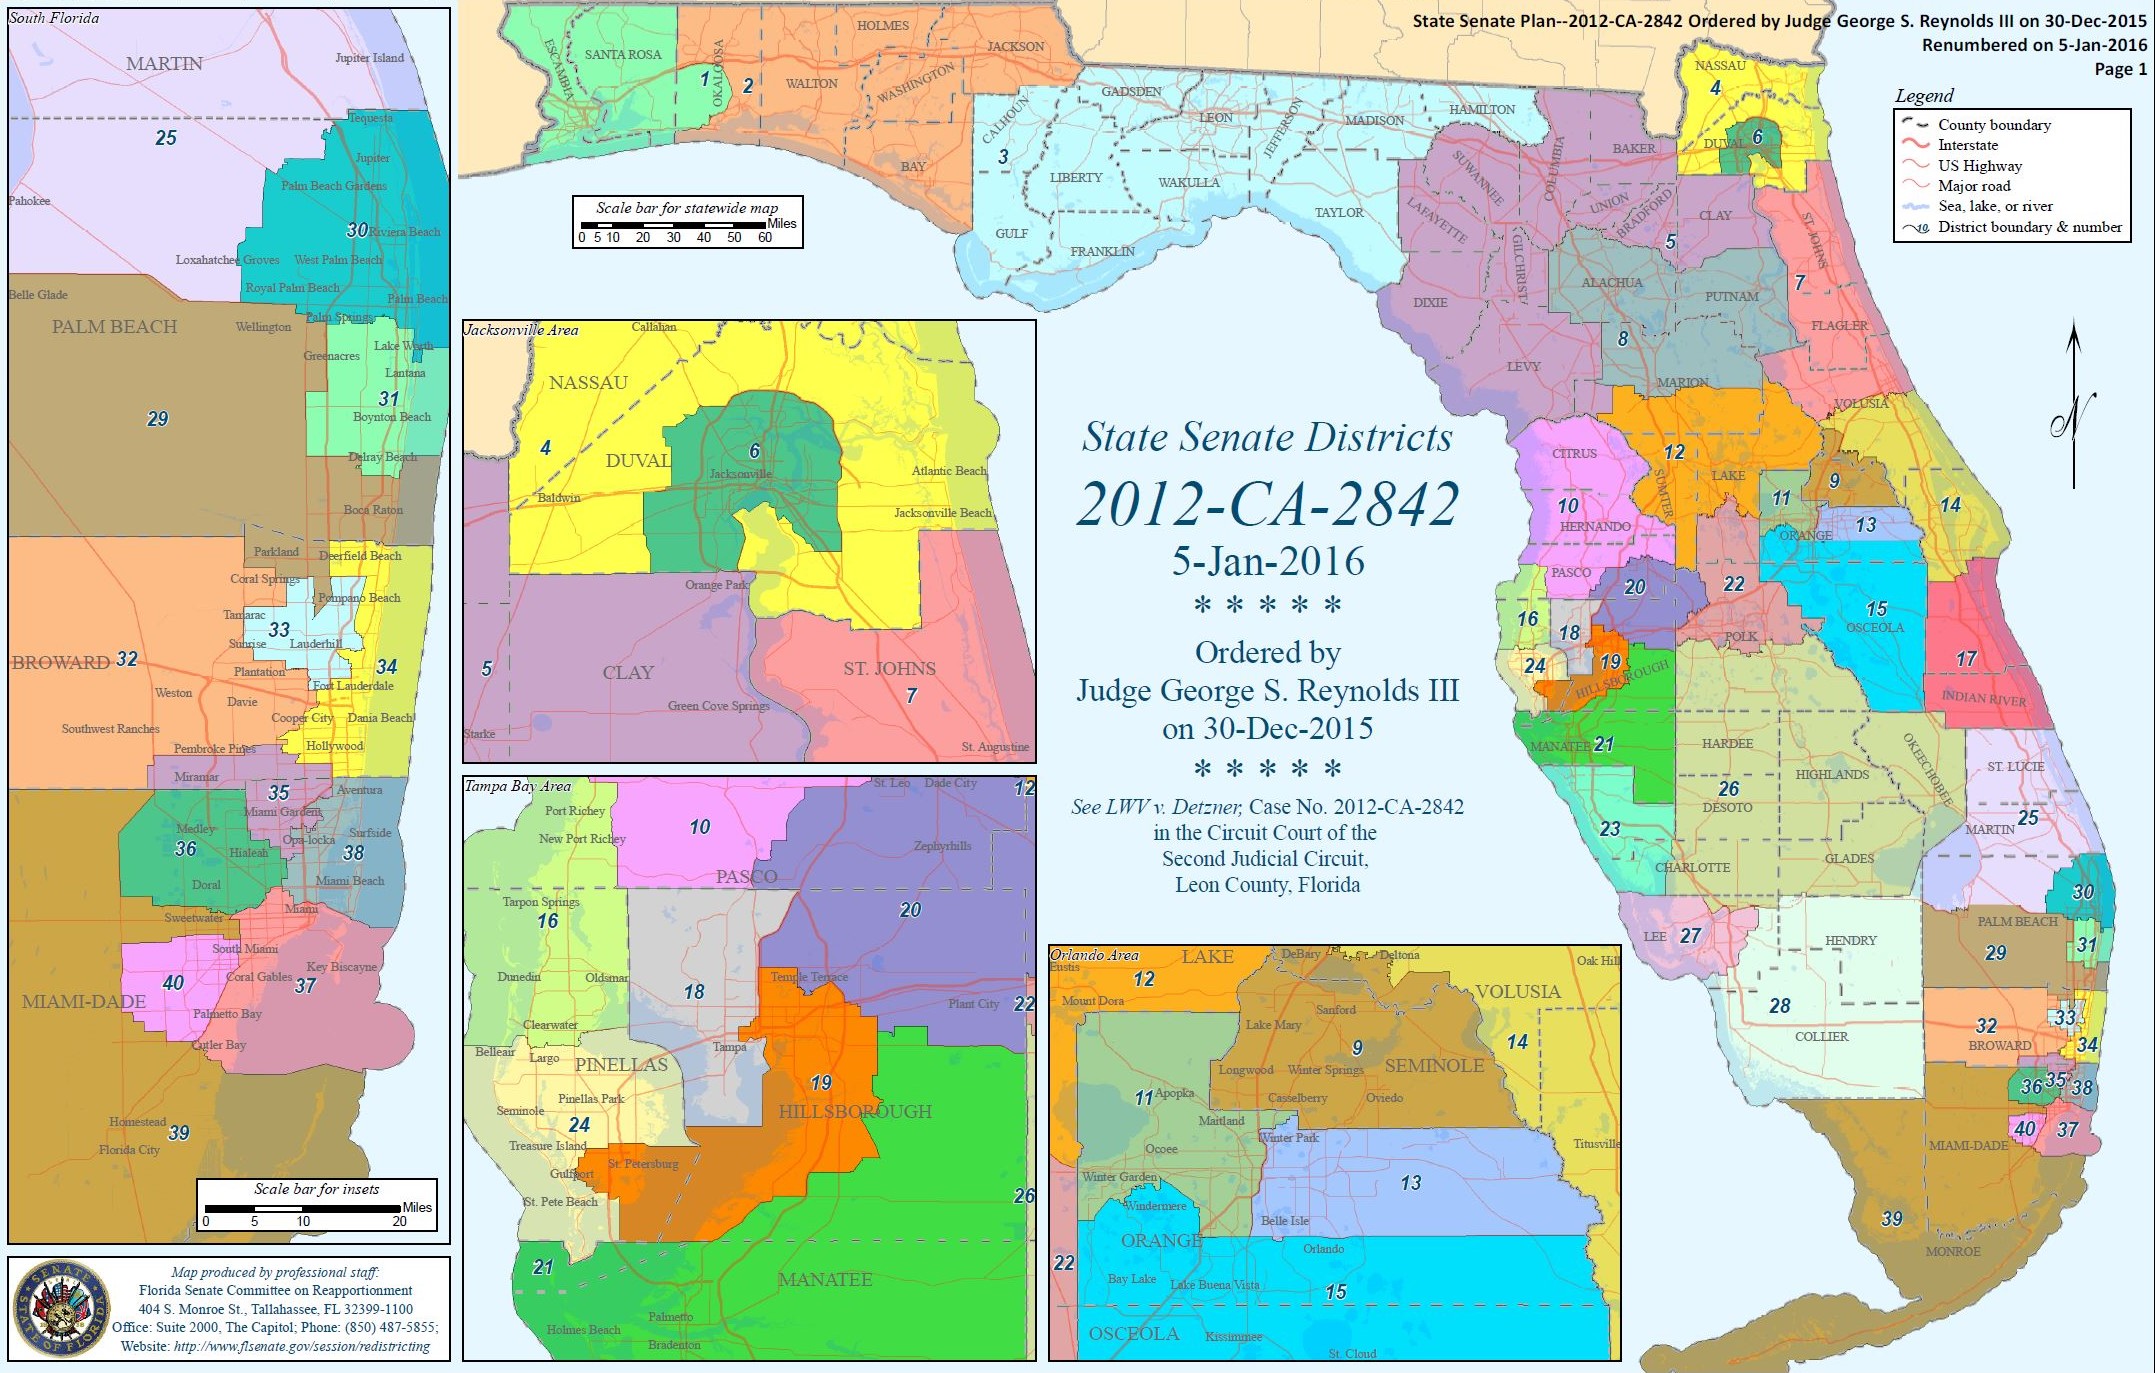 State Senate Plan--2012-CA-2842 Ordered by Judge George S. Reynolds III on 30-Dec-2015
Renumbered on 5-Jan-2016
Page 1
Legend
County boundary
Interstate
US Highway
Major road
Sea, lake, or river
10 District boundary & number
State Senate Districts
2012-CA-2842
5-Jan-2016
* * * * *
Ordered by
Judge George S. Reynolds III
on 30-Dec-2015
* * * * *
See LWV v. Detzner, Case No. 2012-CA-2842
in the Circuit Court of the
Second Judicial Circuit,
Leon County, Florida
Scale bar for statewide map
Miles
0 5 10 20 30 40 50 60
ESCAMBIA
SANTA ROSA
1
OKALOOSA
2
WALTON
HOLMES
WASHINGTON
JACKSON
BAY
CALHOUN
3
GULF
LIBERTY
GADSDEN
FRANKLIN
LEON
WAKULLA
JEFFERSON
MADISON
TAYLOR
HAMILTON
SUWANNEE
LAFAYETTE
DIXIE
COLUMBIA
GILCHRIST
LEVY
BAKER
UNION
BRADFORD
5
CLAY
NASSAU
4
DUVAL
6
ST. JOHNS
7
FLAGLER
ALACHUA
PUTNAM
8
MARION
VOLUSIA
CITRUS
12
SUMTER
LAKE
10
HERNANDO
PASCO
11
9
13
14
ORANGE
16
18
20
22
15
OSCEOLA
24
19
HILLSBOROUGH
POLK
17
INDIAN RIVER
MANATEE 21
HARDEE
HIGHLANDS
OKEECHOBEE
ST. LUCIE
26
DESOTO
23
CHARLOTTE
GLADES
MARTIN
25
30
LEE 27
HENDRY
PALM BEACH
29
31
28
COLLIER
32
BROWARD
33
34
36
35
38
40
37
MIAMI-DADE
39
MONROE
South Florida
MARTIN
Jupiter Island
25
Tequesta
Jupiter
Pahokee
Palm Beach Gardens
30
Riviera Beach
Loxahatchee Groves
West Palm Beach
Royal Palm Beach
Palm Beach
Belle Glade
PALM BEACH
Wellington
Palm Springs
Greenacres
Lake Worth
Lantana
31
29
Boynton Beach
Delray Beach
Boca Raton
Parkland
Deerfield Beach
Coral Springs
Pompano Beach
Tamarac
33
Sunrise
Lauderhill
BROWARD 32
Plantation
34
Fort Lauderdale
Weston
Davie
Cooper City
Dania Beach
Southwest Ranches
Pembroke Pines
Hollywood
Miramar
35
Aventura
Miami Gardens
Medley
Opa-locka
Surfside
36
Hialeah
38
Doral
Miami Beach
Miami
Sweetwater
South Miami
Key Biscayne
Coral Gables
40
37
MIAMI-DADE
Palmetto Bay
Cutler Bay
Homestead
39
Florida City
Scale bar for insets
Miles
0 5 10 20
Jacksonville Area
Callahan
NASSAU
4
DUVAL
6
Jacksonville
Atlantic Beach
Baldwin
Jacksonville Beach
Orange Park
5
CLAY
ST. JOHNS
7
Green Cove Springs
Starke
St. Augustine
Tampa Bay Area
St. Leo
Dade City
12
Port Richey
10
New Port Richey
Zephyrhills
PASCO
Tarpon Springs
16
20
Dunedin
Oldsmar
Temple Terrace
18
Plant City
22
Clearwater
Belleair
Largo
Tampa
PINELLAS
19
Pinellas Park
Seminole
HILLSBOROUGH
24
Treasure Island
St. Petersburg
Gulfport
St. Pete Beach
26
21
MANATEE
Palmetto
Holmes Beach
Bradenton
Orlando Area
LAKE
DeBary
Deltona
Oak Hill
Eustis
12
Mount Dora
VOLUSIA
Sanford
Lake Mary
9
14
Longwood
Winter Springs
SEMINOLE
11
Apopka
Casselberry
Oviedo
Maitland
Winter Park
Titusville
Ocoee
Winter Garden
13
Windermere
Belle Isle
ORANGE
Orlando
22
Bay Lake
Lake Buena Vista
15
OSCEOLA
Kissimmee
St. Cloud
SENATE
STATE OF FLORIDA
Map produced by professional staff:
Florida Senate Committee on Reapportionment
404 S. Monroe St., Tallahassee, FL 32399-1100
Office: Suite 2000, The Capitol; Phone: (850) 487-5855;
Website: http://www.flsenate.gov/session/redistricting